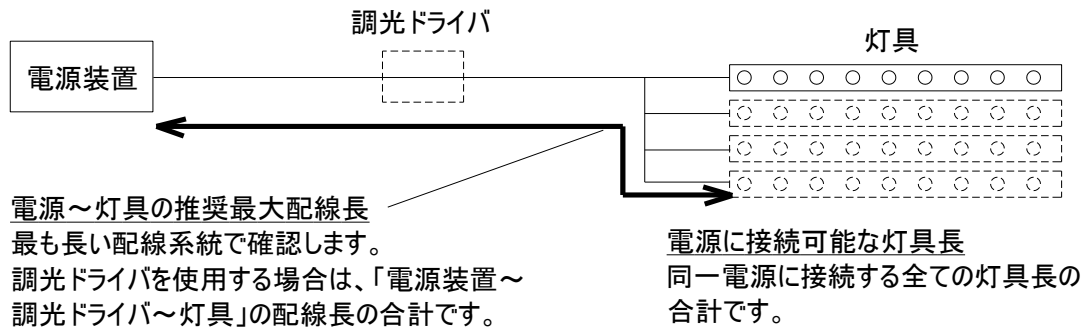 調光ドライバ
灯具
電源装置
電源~灯具の推奨最大配線長
最も長い配線系統で確認します。
調光ドライバを使用する場合は、「電源装置~
調光ドライバ~灯具」の配線長の合計です。
電源に接続可能な灯具長
同一電源に接続する全ての灯具長の
合計です。